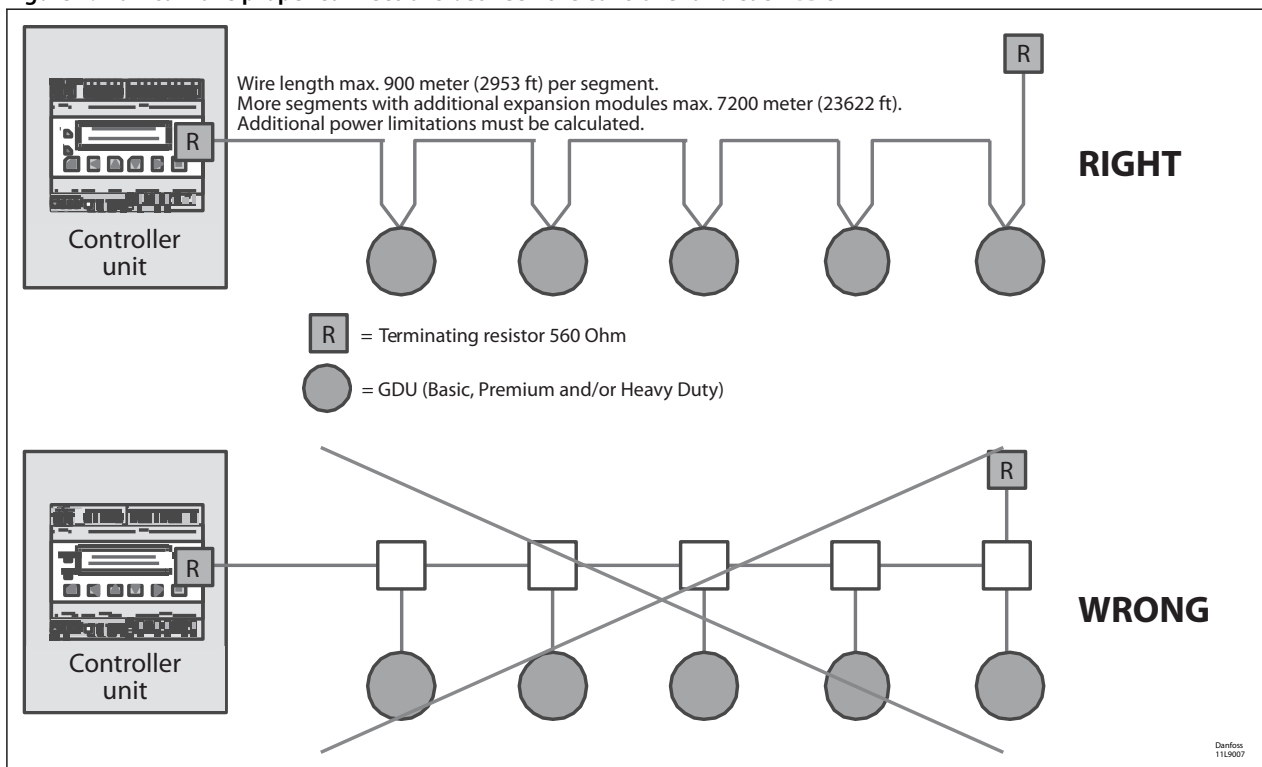 R
Wire length max. 900 meter (2953 ft) per segment.
More segments with additional expansion modules max. 7200 meter (23622 ft).
Additional power limitations must be calculated.
R
RIGHT
Controller
unit
R = Terminating resistor 560 Ohm
= GDU (Basic, Premium and/or Heavy Duty)
R
R
WRONG
Controller
unit
Danfoss
11L9007